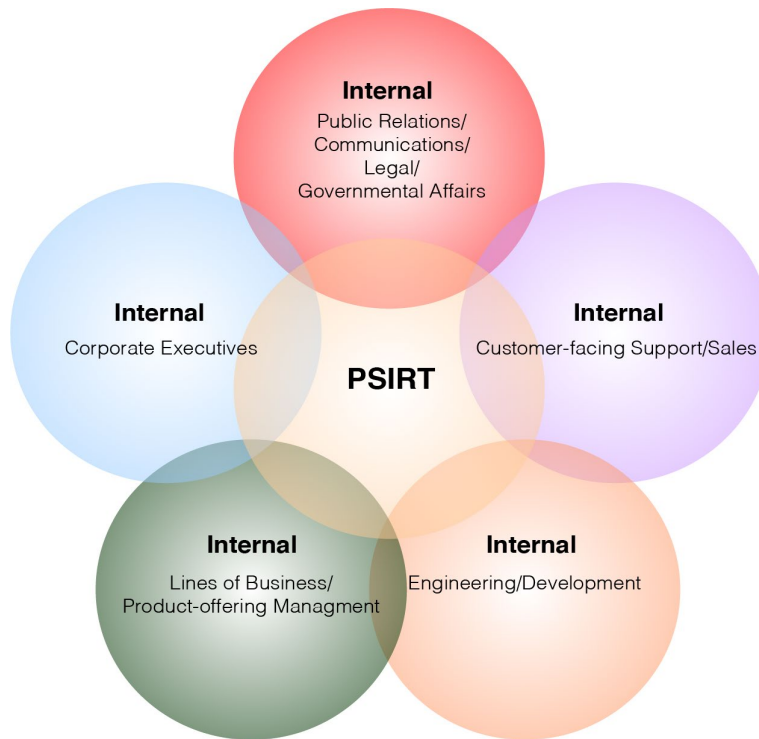 Internal
Public Relations/
Communications/
Legal/
Governmental Affairs
Internal
Corporate Executives
Internal
Customer-facing Support/Sales
PSIRT
Internal
Lines of Business/
Product-offering Managment
Internal
Engineering/Development